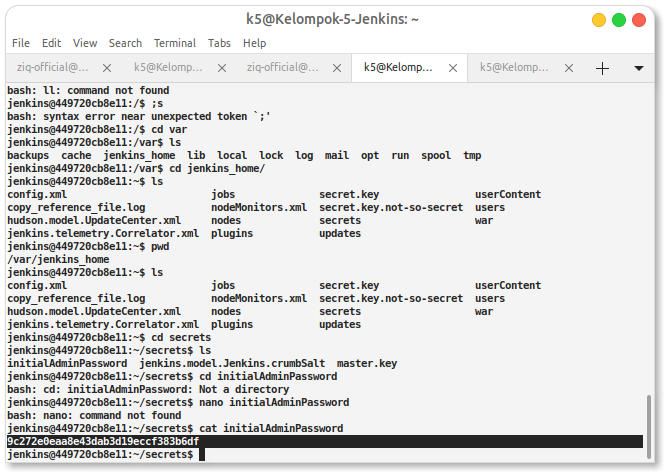 k5@Kelompok-5-Jenkins: ~
File Edit View Search Terminal Tabs Help
ziq-official@... k5@Kelomp... ziq-official@... k5@Kelomp... k5@Kelomp...
bash: ll: command not found
jenkins@449720cb8e11:/$ ;s
bash: syntax error near unexpected token `;'
jenkins@449720cb8e11:/$ cd var
jenkins@449720cb8e11:/var$ ls
backups cache jenkins_home lib local lock log mail opt run spool tmp
jenkins@449720cb8e11:/var$ cd jenkins_home/
jenkins@449720cb8e11:~$ ls
config.xml jobs secret.key userContent
copy_reference_file.log nodeMonitors.xml secret.key.not-so-secret users
hudson.model.UpdateCenter.xml nodes secrets war
jenkins.telemetry.Correlator.xml plugins updates
jenkins@449720cb8e11:~$ pwd
/var/jenkins_home
jenkins@449720cb8e11:~$ ls
config.xml jobs secret.key userContent
copy_reference_file.log nodeMonitors.xml secret.key.not-so-secret users
hudson.model.UpdateCenter.xml nodes secrets war
jenkins.telemetry.Correlator.xml plugins updates
jenkins@449720cb8e11:~$ cd secrets
jenkins@449720cb8e11:~/secrets$ ls
initialAdminPassword jenkins.model.Jenkins.crumbSalt master.key
jenkins@449720cb8e11:~/secrets$ cd initialAdminPassword
bash: cd: initialAdminPassword: Not a directory
jenkins@449720cb8e11:~/secrets$ nano initialAdminPassword
bash: nano: command not found
jenkins@449720cb8e11:~/secrets$ cat initialAdminPassword
9c272e0eaa8e43dab3d19eccf383b6df
jenkins@449720cb8e11:~/secrets$